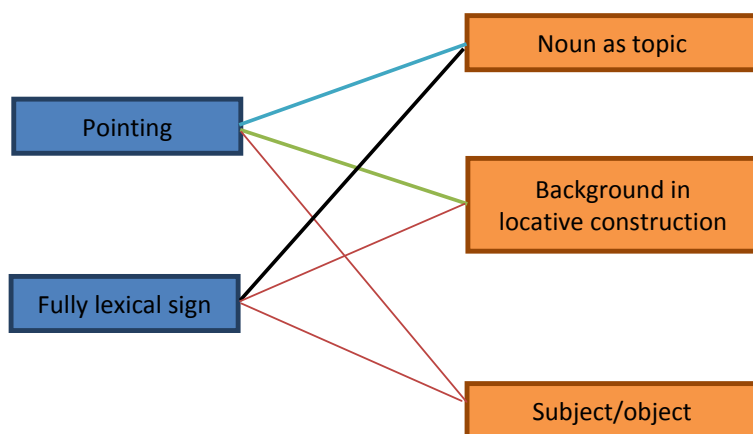 Noun as topic
Pointing
Background in
locative construction
Fully lexical sign
Subject/object